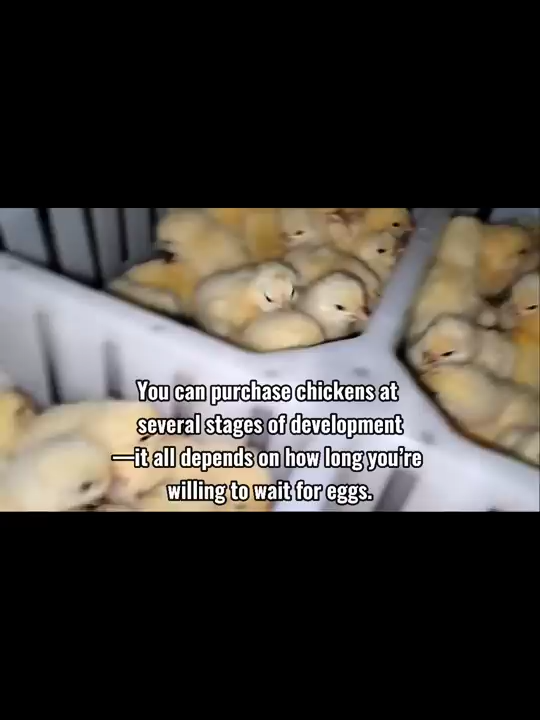 You can purchase chickens at
several stages of development
—it all depends on how long you're
willing to wait for eggs.